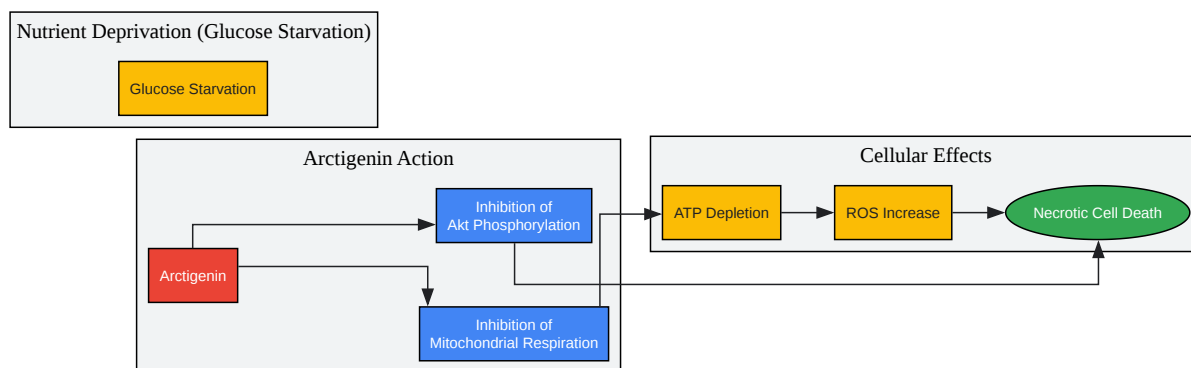 Nutrient Deprivation (Glucose Starvation)
Glucose Starvation
Arctigenin Action
Inhibition of
Akt Phosphorylation
Arctigenin
Inhibition of
Mitochondrial Respiration
Cellular Effects
ATP Depletion
ROS Increase
Necrotic Cell Death